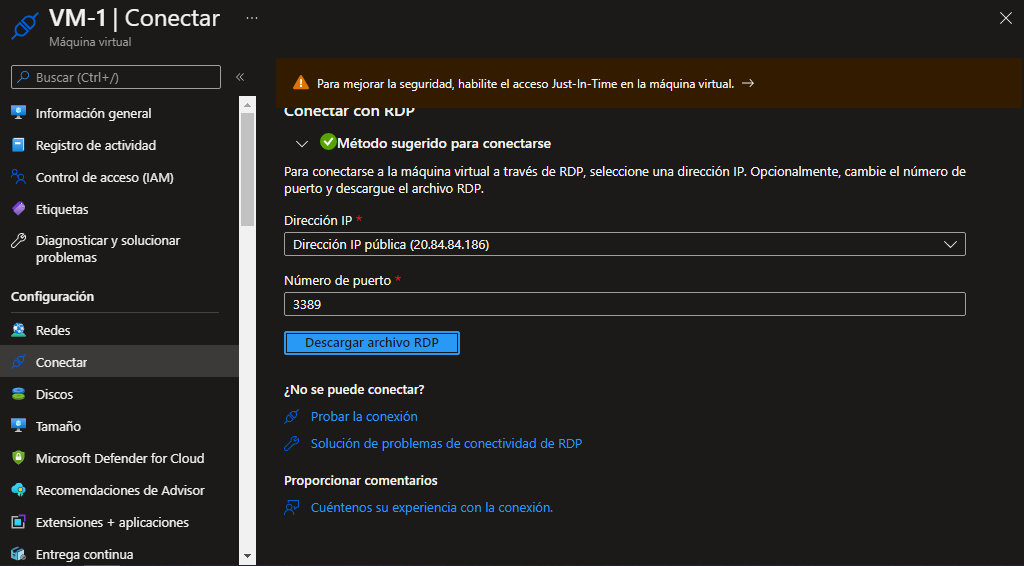 VM-1 | Conectar
...
Máquina virtual
Buscar (Ctrl+/)
«
Información general
Registro de actividad
Control de acceso (IAM)
Etiquetas
Diagnosticar y solucionar
problemas
Configuración
Redes
Conectar
Discos
Tamaño
Microsoft Defender for Cloud
Recomendaciones de Advisor
Extensiones + aplicaciones
Entrega continua
Para mejorar la seguridad, habilite el acceso Just-In-Time en la máquina virtual. →
Conectar con RDP
Método sugerido para conectarse
Para conectarse a la máquina virtual a través de RDP, seleccione una dirección IP. Opcionalmente, cambie el número de
puerto y descargue el archivo RDP.
Dirección IP *
Dirección IP pública (20.84.84.186)
Número de puerto *
3389
Descargar archivo RDP
¿No se puede conectar?
Probar la conexión
Solución de problemas de conectividad de RDP
Proporcionar comentarios
Cuéntenos su experiencia con la conexión.